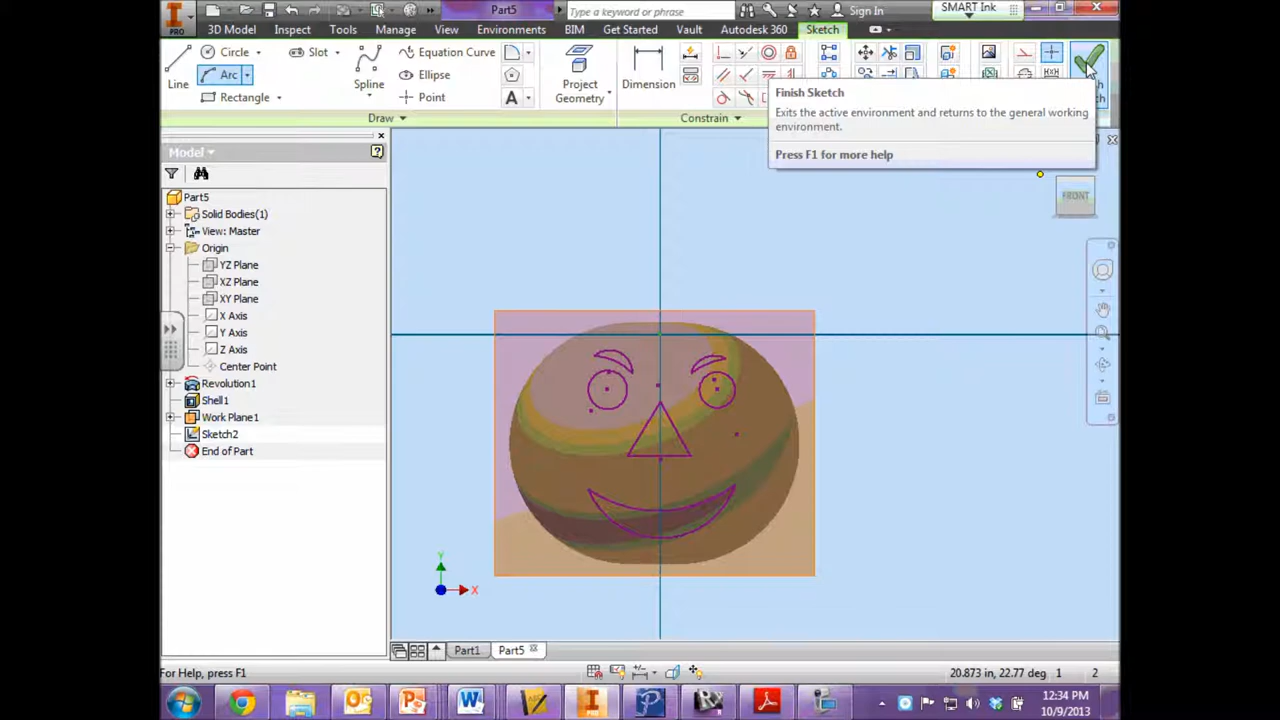 Part5
Type a keyword or phrase
Sign In
SMART Ink
PRO
3D Model
Inspect
Tools
Manage
View
Environments
BIM
Get Started
Vault
Autodesk 360
Sketch
Line
Circle
Arc
Rectangle
Slot
Spline
Equation Curve
Ellipse
Point
A
Project Geometry
Dimension
Draw
Constrain
Finish Sketch
Exits the active environment and returns to the general working
environment.
Press F1 for more help
Model
FRONT
Part5
Solid Bodies(1)
View: Master
Origin
YZ Plane
XZ Plane
XY Plane
X Axis
Y Axis
Z Axis
Center Point
Revolution1
Shell1
Work Plane1
Sketch2
End of Part
Y
X
Part1
Part5
For Help, press F1
20.873 in, 22.77 deg
1
2
12:34 PM
10/9/2013